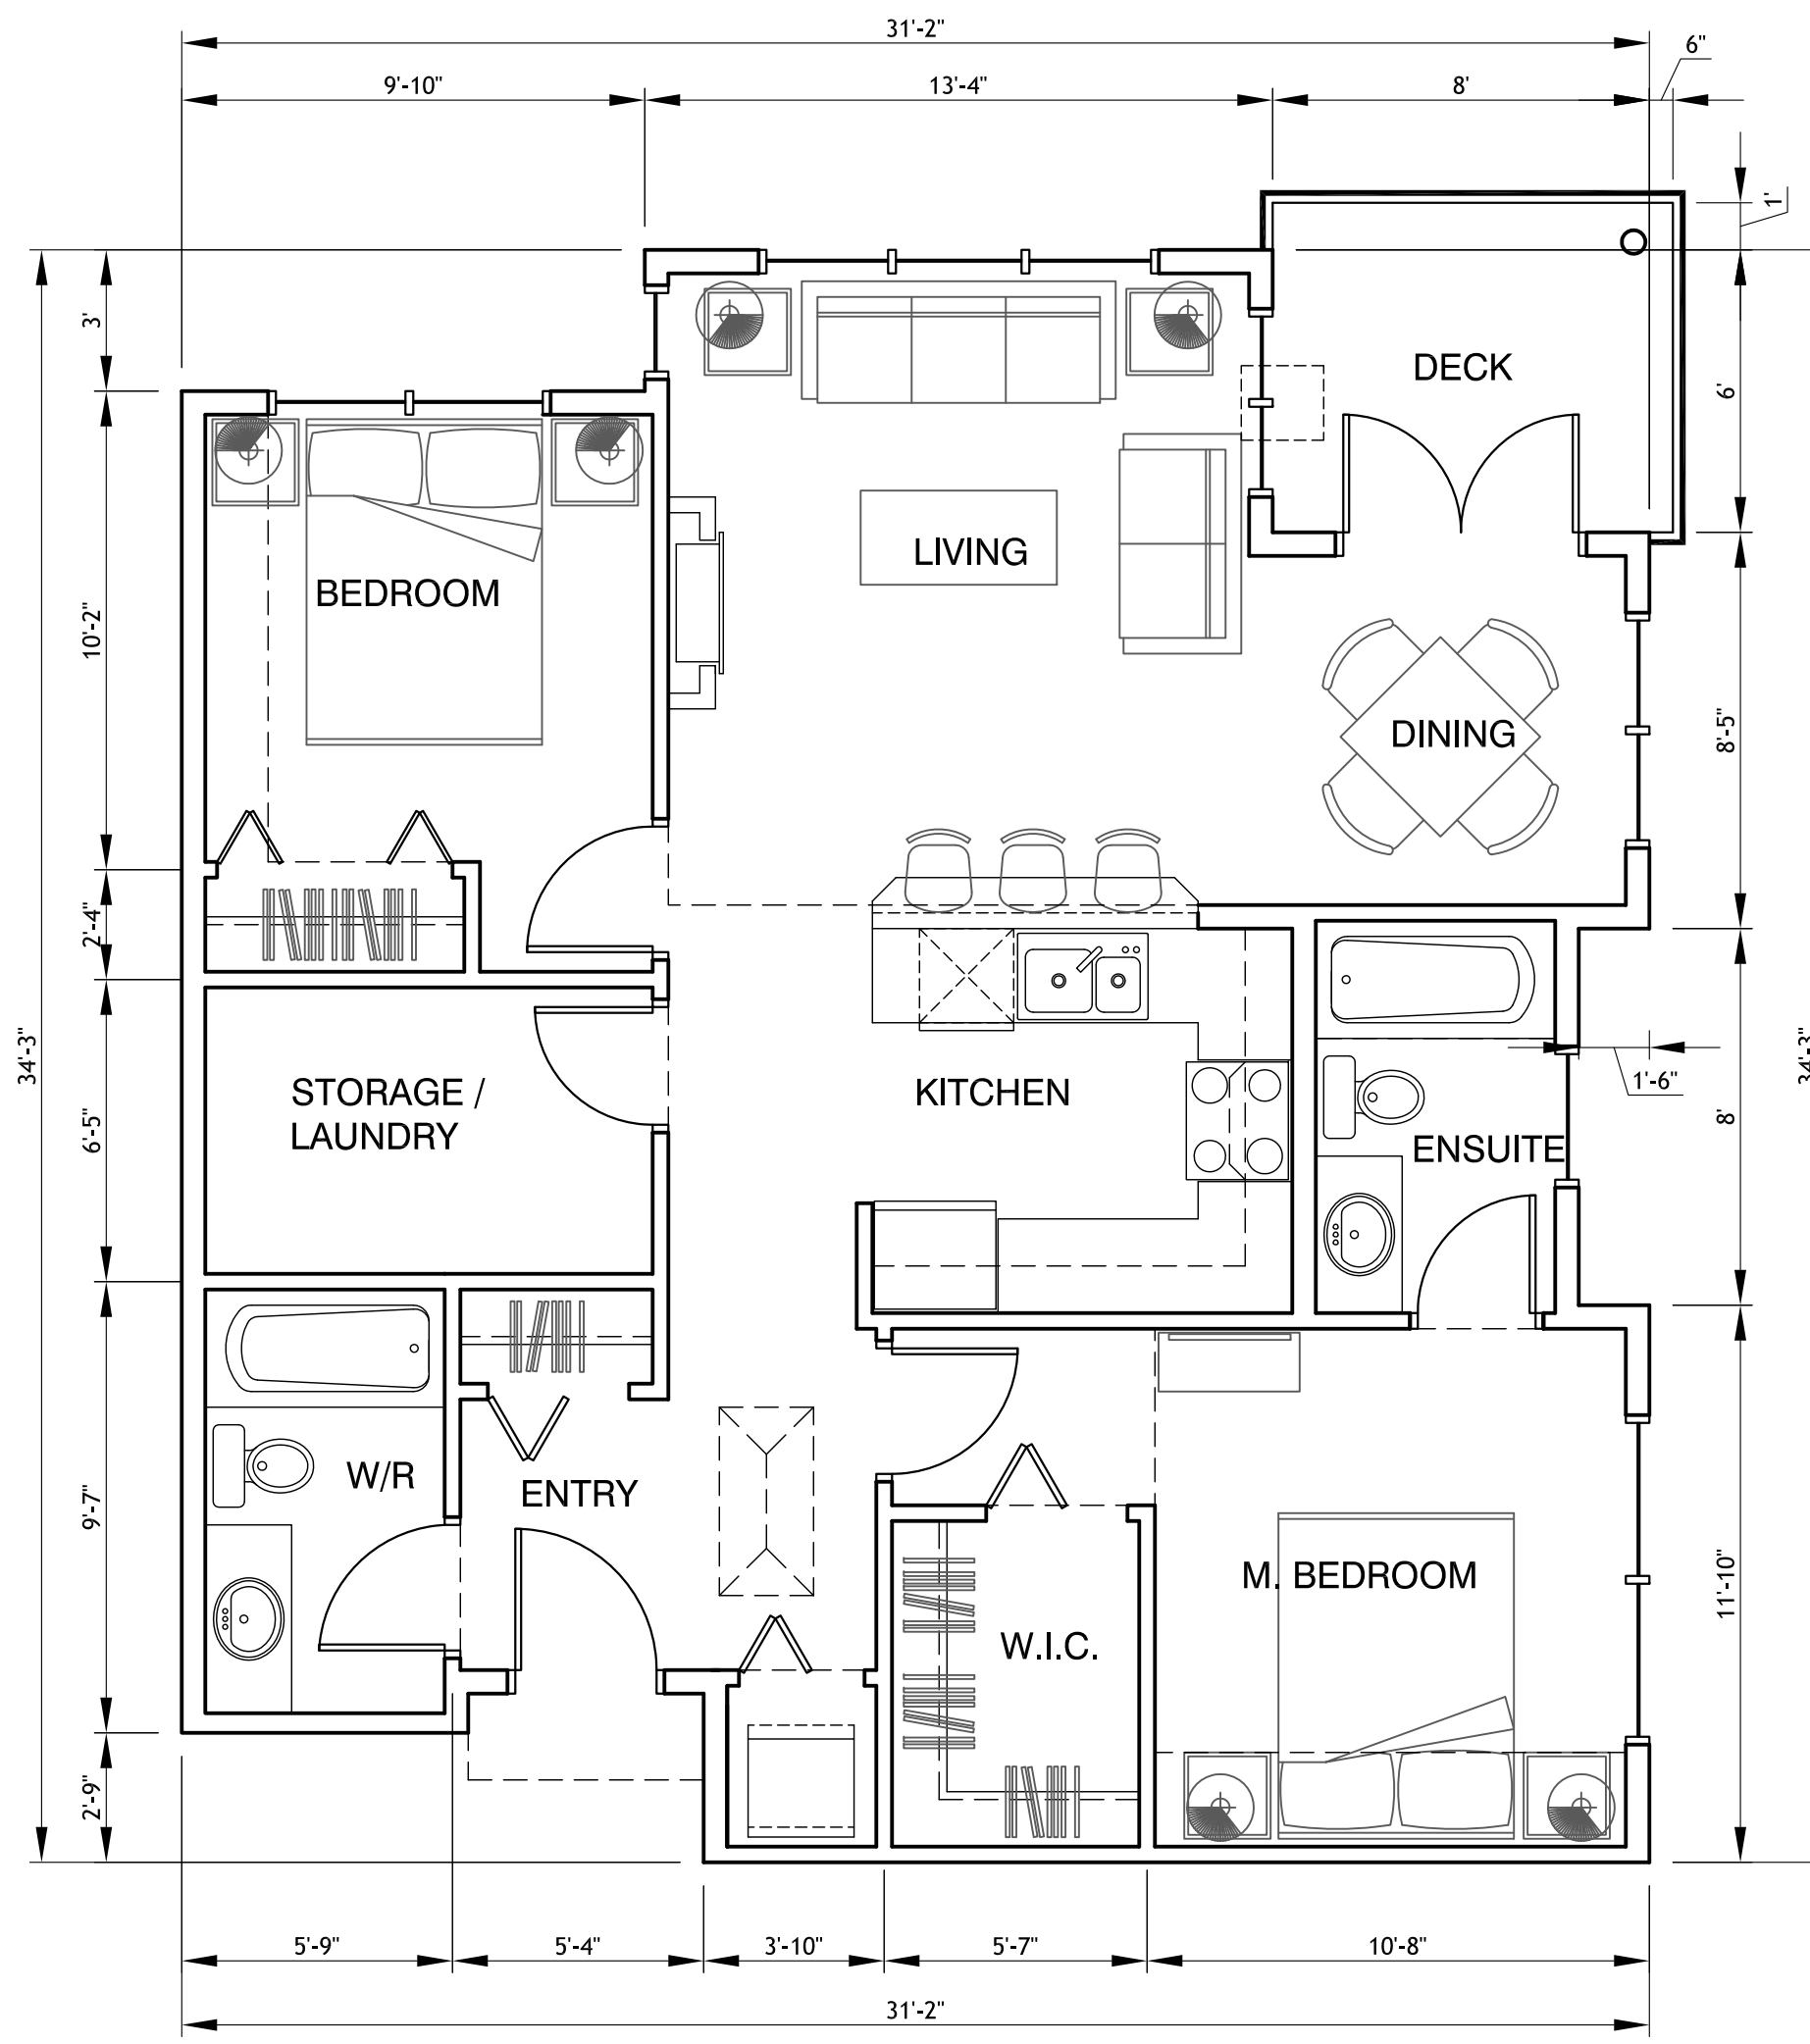 31'-2"
6"
9'-10"
13'-4"
8'
1'
3'
DECK
6'
LIVING
BEDROOM
10'-2"
DINING
8'-5"
2'-4"
34'-3"
34'-3"
STORAGE /
LAUNDRY
KITCHEN
1'-6"
6'-5"
8'
ENSUITE
W/R
ENTRY
9'-7"
M. BEDROOM
11'-10"
W.I.C.
2'-9"
5'-9"
5'-4"
3'-10"
5'-7"
10'-8"
31'-2"